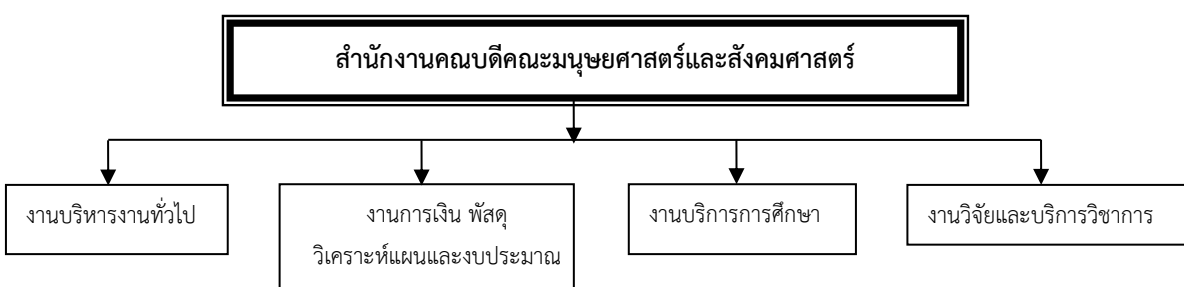 สำนักงานคณบดีคณะมนุษยศาสตร์และสังคมศาสตร์
งานบริหารงานทั่วไป
งานการเงิน พัสดุ
วิเคราะห์แผนและงบประมาณ
งานบริการการศึกษา
งานวิจัยและบริการวิชาการ